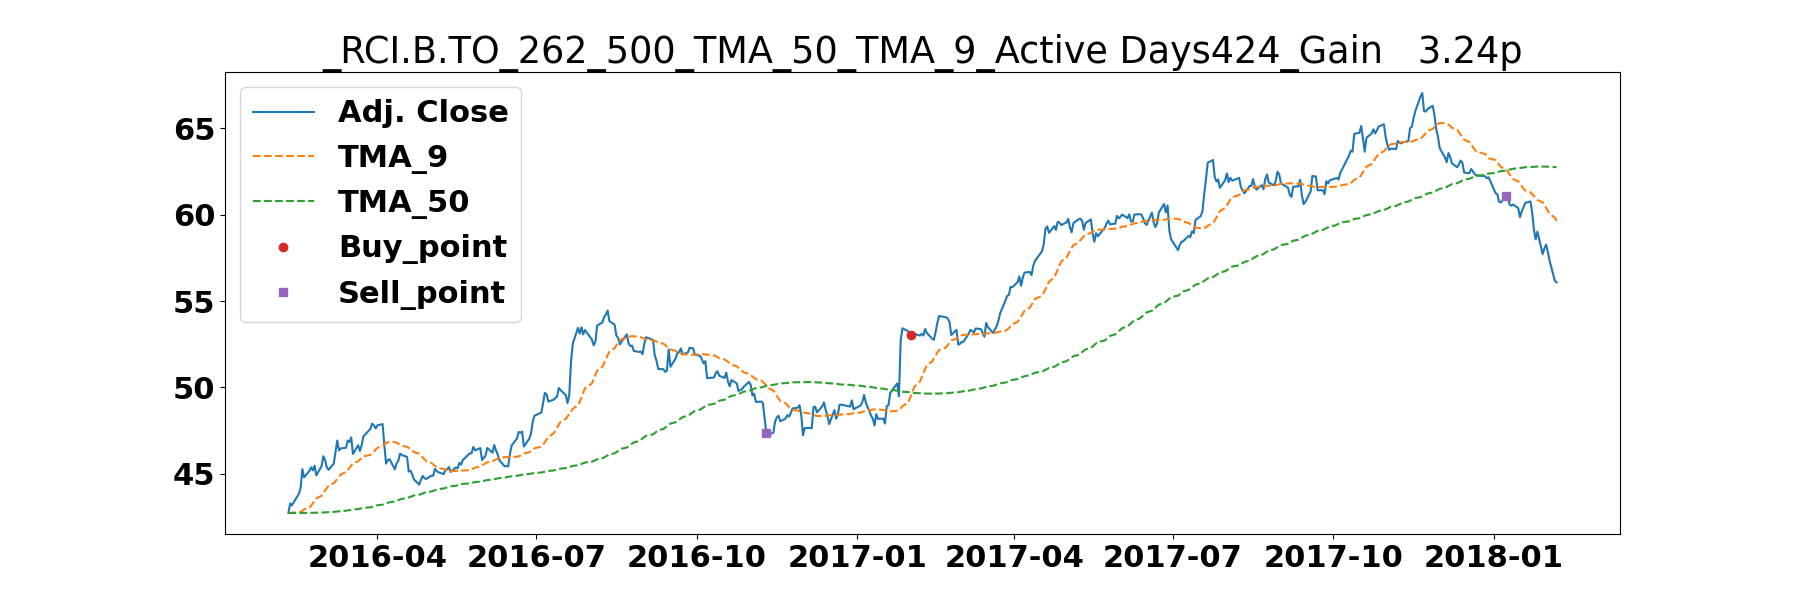 _RCI.B.TO_262_500_TMA_50_TMA_9_Active Days424_Gain   3.24p
Adj. Close
TMA_9
TMA_50
Buy_point
Sell_point
65
60
55
50
45
2016-04 2016-07 2016-10 2017-01 2017-04 2017-07 2017-10 2018-01